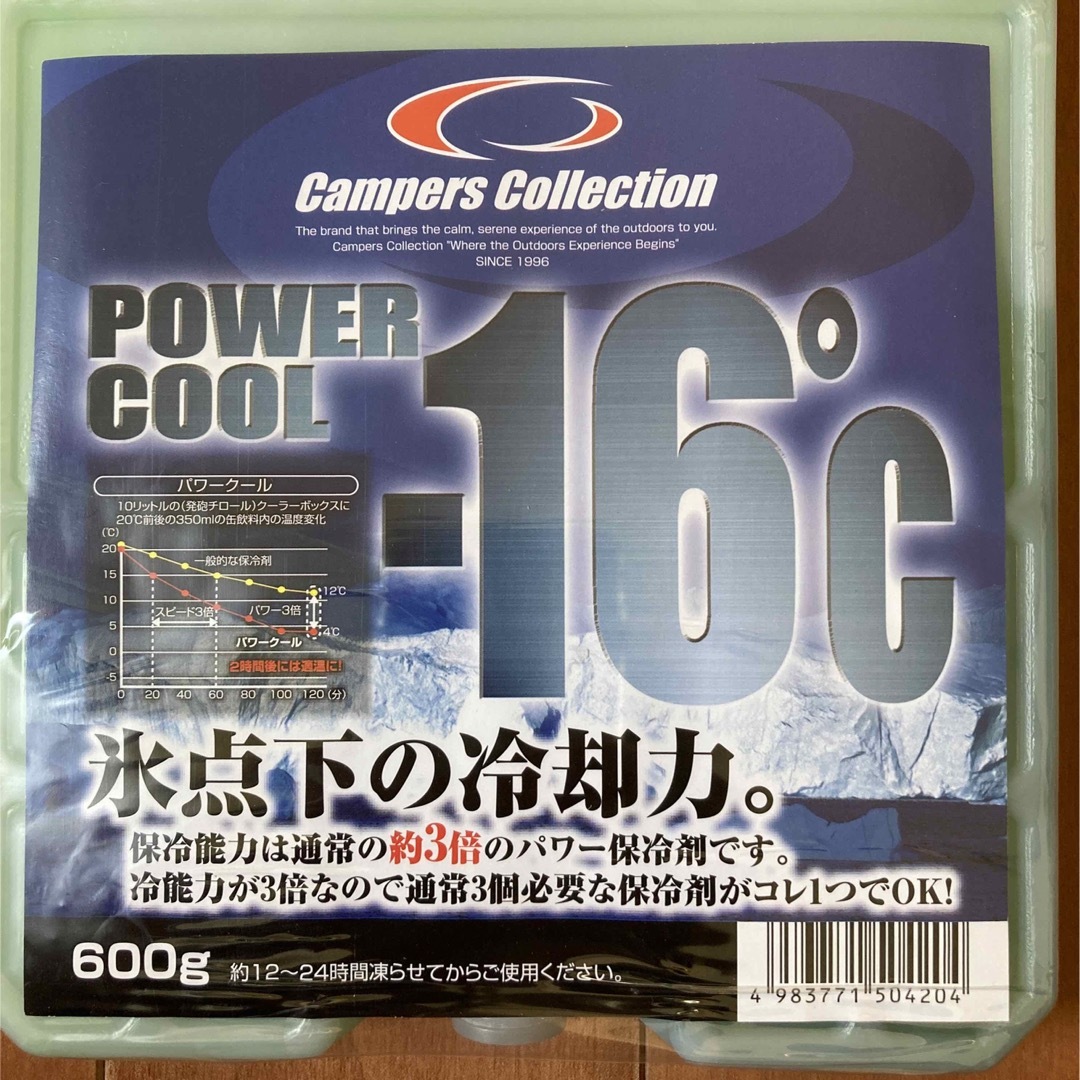 Campers Collection
The brand that brings the calm, serene experience of the outdoors to you.
Campers Collection "Where the Outdoors Experience Begins"
SINCE 1996
POWER
COOL
-16℃
パワークール
10リットルの(発砲チロール)クーラーボックスに
20℃前後の350mlの缶飲料内の温度変化
(℃)
20
15
10
5
0
-5
一般的な保冷剤
12℃
スピード3倍
パワー3倍
4℃
パワークール
2時間後には適温に!
0 20 40 60 80 100 120 (分)
氷点下の冷却力。
保冷能力は通常の約3倍のパワー保冷剤です。
冷能力が3倍なので通常3個必要な保冷剤がコレ1つでOK!
600g 約12〜24時間凍らせてからご使用ください。
4 983771 504204